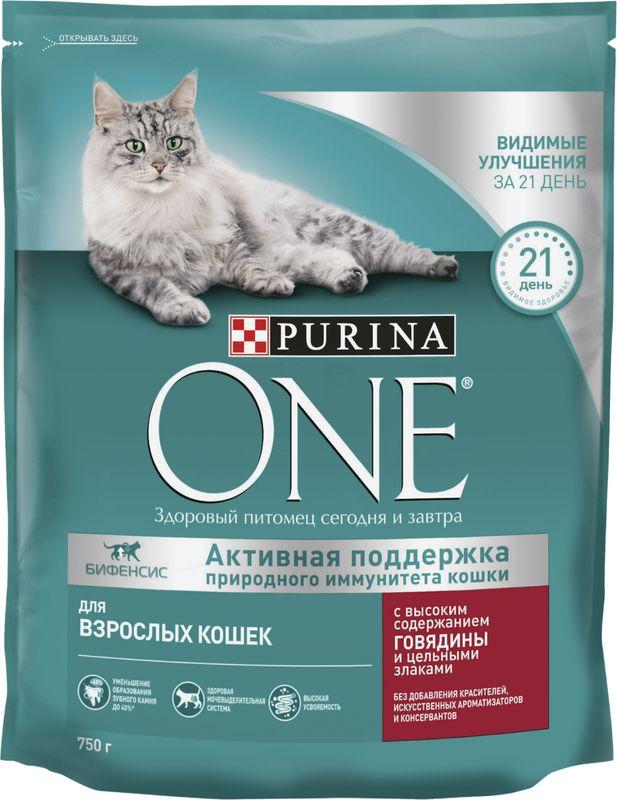 ОТКРЫВАТЬ ЗДЕСЬ
ВИДИМЫЕ
УЛУЧШЕНИЯ
ЗА 21 ДЕНЬ
21
день
ВИДИМОЕ ЗДОРОВЬЕ
PURINA
ONE®
Здоровый питомец сегодня и завтра
БИФЕНСИС
Активная поддержка
природного иммунитета кошки
ДЛЯ
ВЗРОСЛЫХ КОШЕК
С ВЫСОКИМ
СОДЕРЖАНИЕМ
ГОВЯДИНЫ
И ЦЕЛЬНЫМИ
ЗЛАКАМИ
-40%
УМЕНЬШЕНИЕ
ОБРАЗОВАНИЯ
ЗУБНОГО КАМНЯ
ДО 40%*
ЗДОРОВАЯ
МОЧЕВЫДЕЛИТЕЛЬНАЯ
СИСТЕМА
ВЫСОКАЯ
УСВОЯЕМОСТЬ
БЕЗ ДОБАВЛЕНИЯ КРАСИТЕЛЕЙ,
ИСКУССТВЕННЫХ АРОМАТИЗАТОРОВ
И КОНСЕРВАНТОВ
750 г